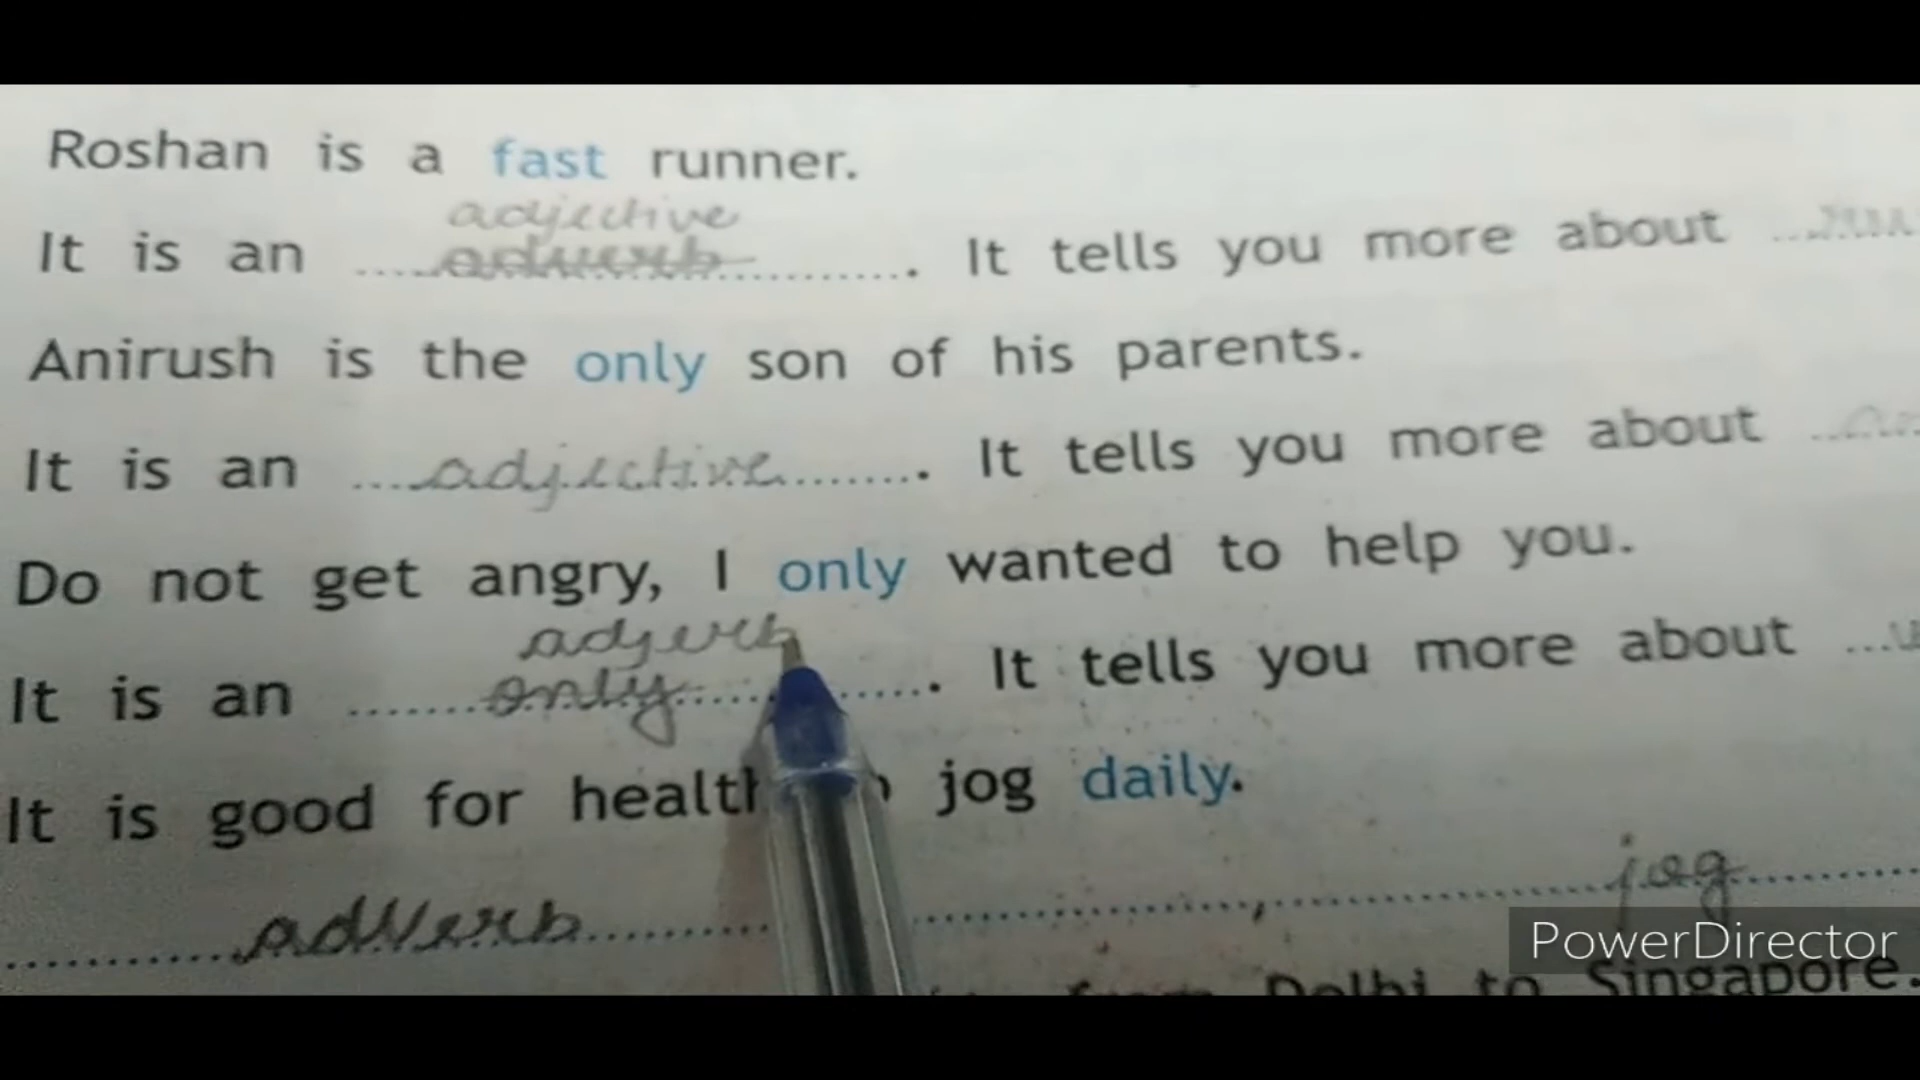 Roshan is a fast runner.
adjective
It is an adverb. It tells you more about
Anirush is the only son of his parents.
It is an adjective. It tells you more about
Do not get angry, I only wanted to help you.
adverb
It is an only. It tells you more about
It is good for health jog daily.
adverb, jog
PowerDirector
from Delhi to Singapore.